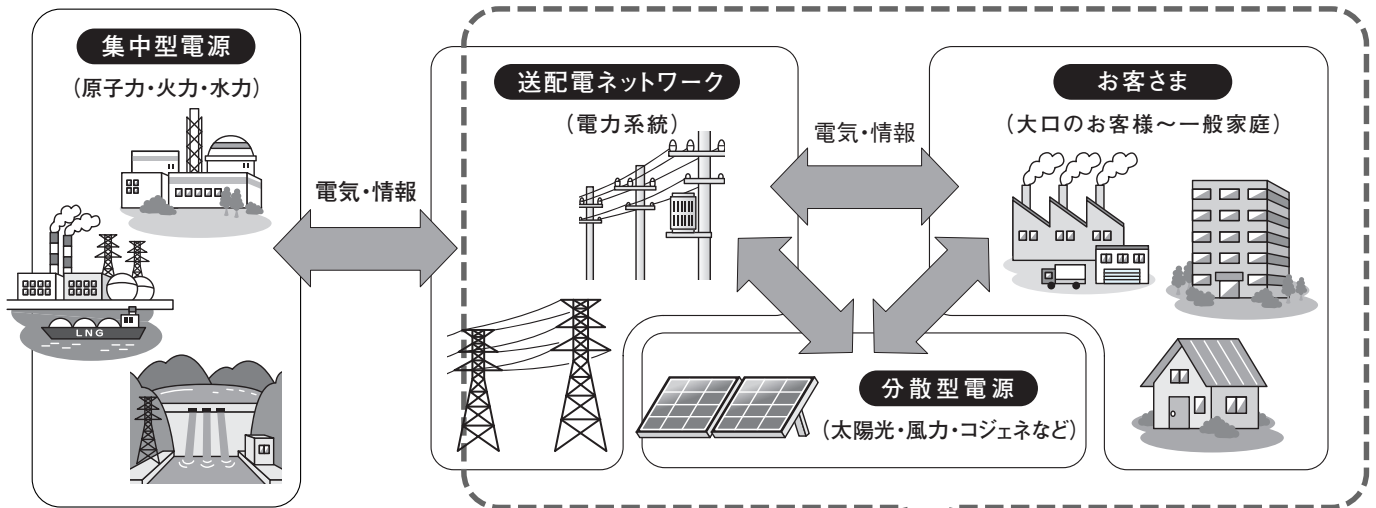 集中型電源
（原子力・火力・水力）
電気・情報
送配電ネットワーク
（電力系統）
電気・情報
お客さま
（大口のお客様～一般家庭）
分散型電源
（太陽光・風力・コジェネなど）
LNG